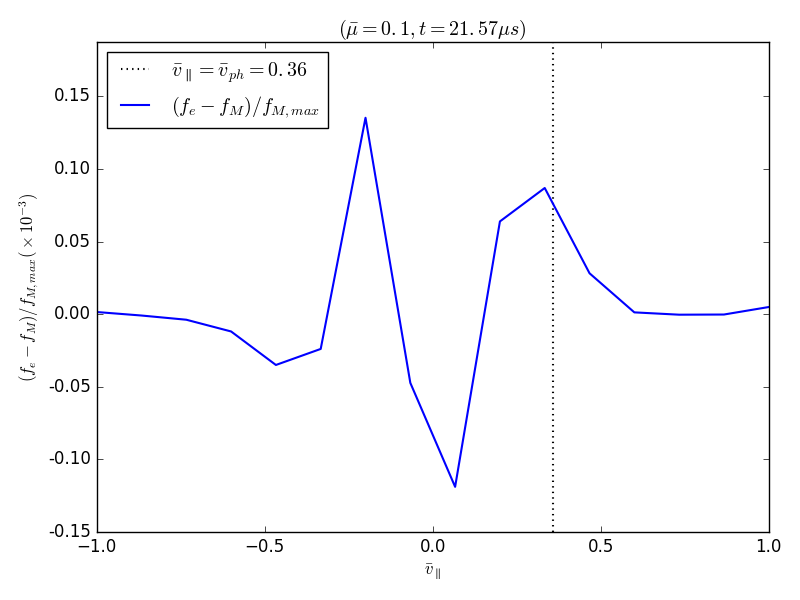 (μ̄ = 0.1, t = 21.57μs)
v̄∥ = v̄ph = 0.36
(fe − fM)/fM,max
0.15
0.10
0.05
0.00
-0.05
-0.10
-0.15
(fe − fM)/fM,max(×10⁻³)
−1.0 −0.5 0.0 0.5 1.0
v̄∥